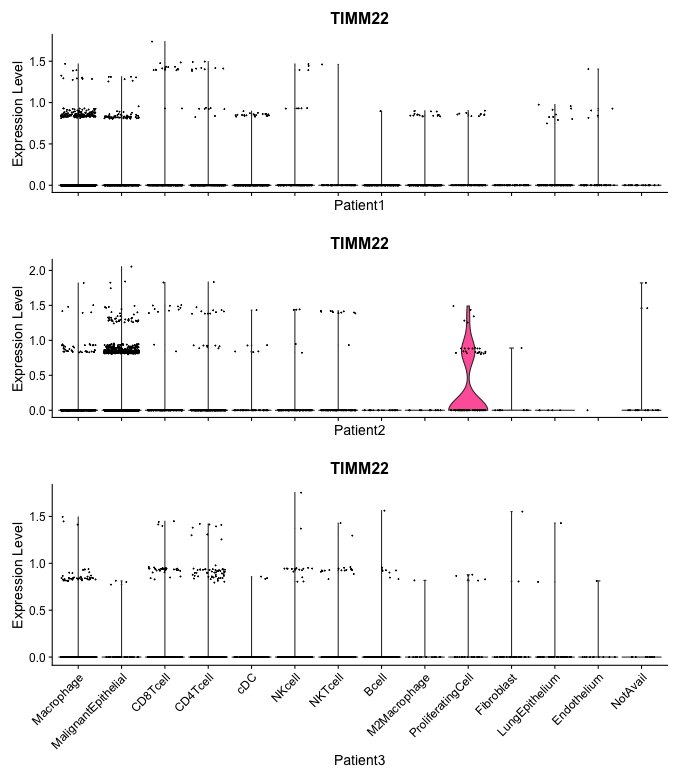 TIMM22
Expression Level
1.5
1.0
0.5
0.0
Patient1
TIMM22
Expression Level
2.0
1.5
1.0
0.5
0.0
Patient2
TIMM22
Expression Level
1.5
1.0
0.5
0.0
Macrophage
MalignantEpithelial
CD8Tcell
CD4Tcell
cDC
NKcell
NKTcell
Bcell
M2Macrophage
ProliferatingCell
Fibroblast
LungEpithelium
Endothelium
NotAvail
Patient3